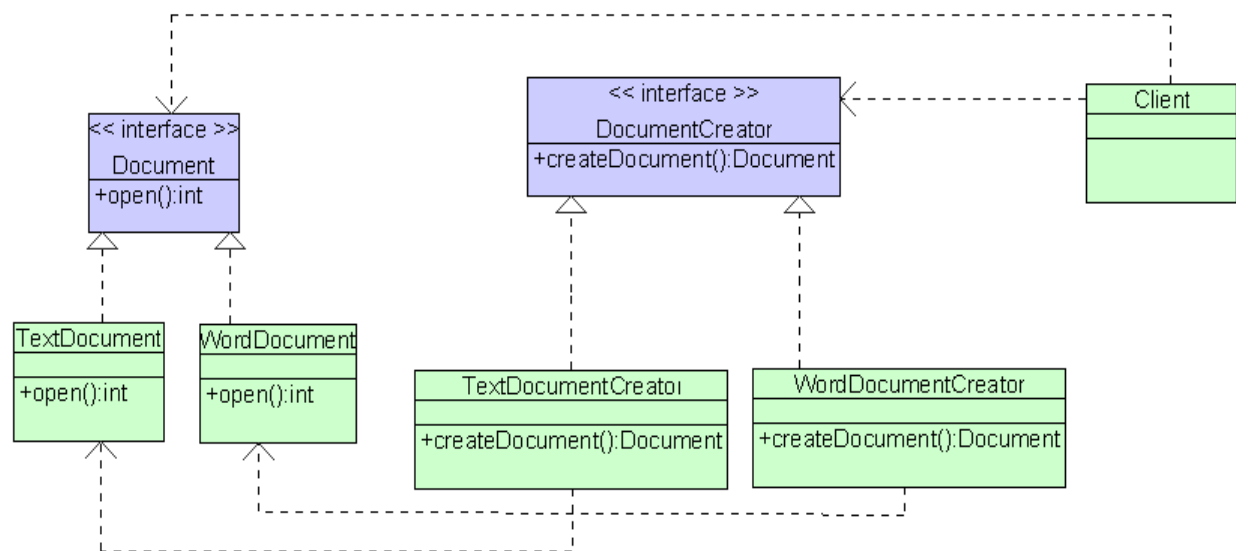 << interface >>
Document
+open():int
<< interface >>
DocumentCreator
+createDocument():Document
Client
TextDocument
+open():int
WordDocument
+open():int
TextDocumentCreator
+createDocument():Document
WordDocumentCreator
+createDocument():Document